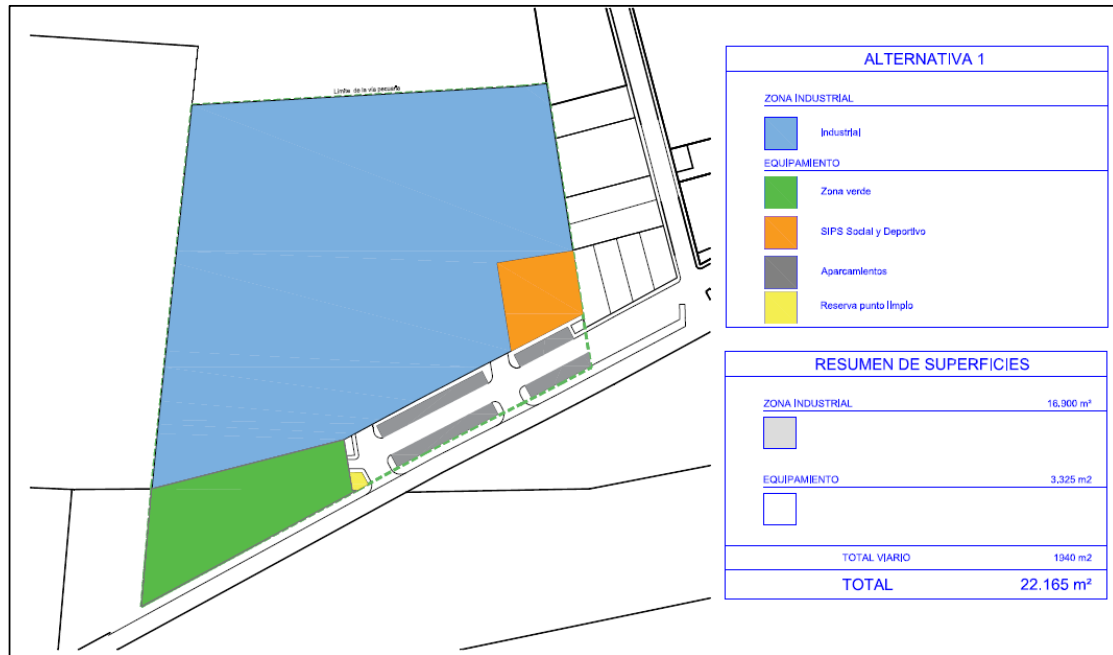 Límite de la vía pecuaria
ALTERNATIVA 1
ZONA INDUSTRIAL
Industrial
EQUIPAMIENTO
Zona verde
SIPS Social y Deportivo
Aparcamientos
Reserva punto limpio
RESUMEN DE SUPERFICIES
ZONA INDUSTRIAL 16.900 m²
EQUIPAMIENTO 3.325 m2
TOTAL VIARIO 1940 m2
TOTAL 22.165 m²